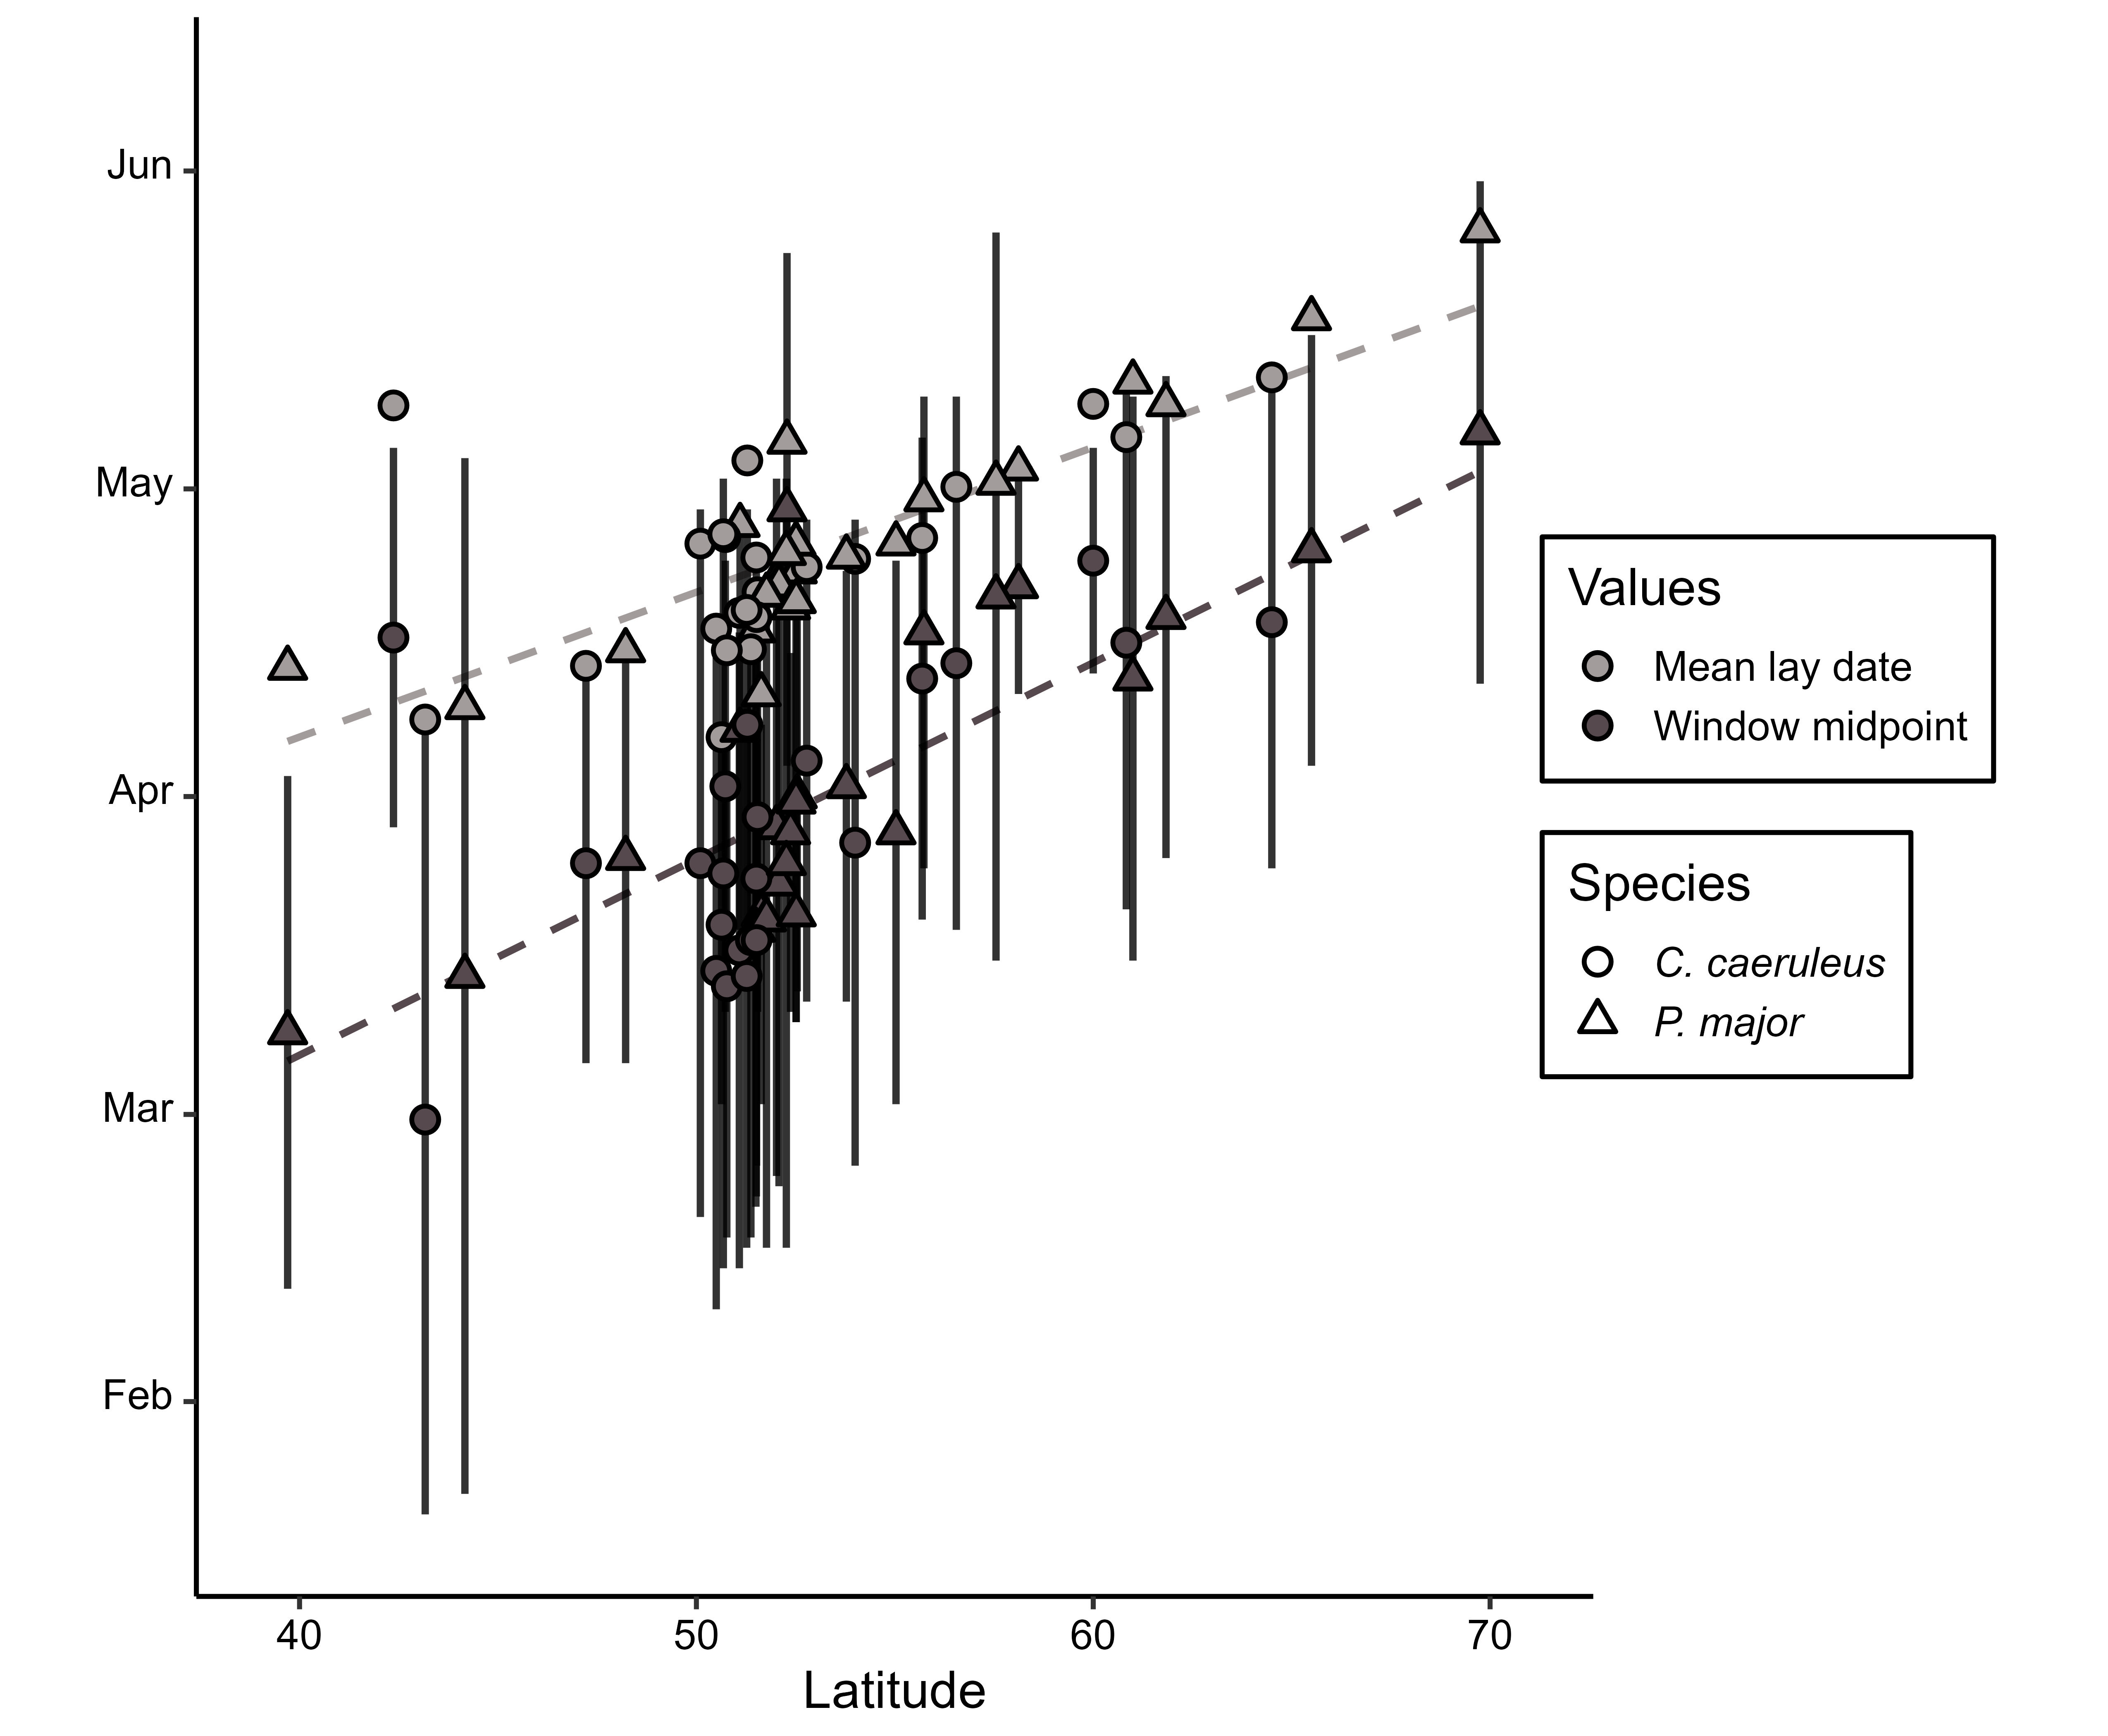 Jun
May
Apr
Mar
Feb
40 50 60 70
Latitude
Values
Mean lay date
Window midpoint
Species
C. caeruleus
P. major